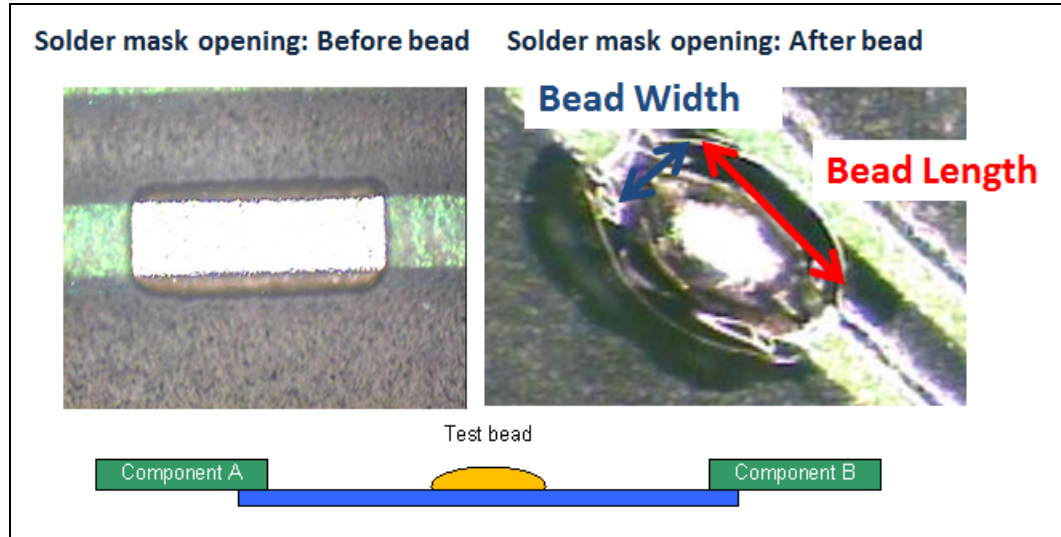 Solder mask opening: Before bead
Solder mask opening: After bead
Bead Width
Bead Length
Test bead
Component A
Component B